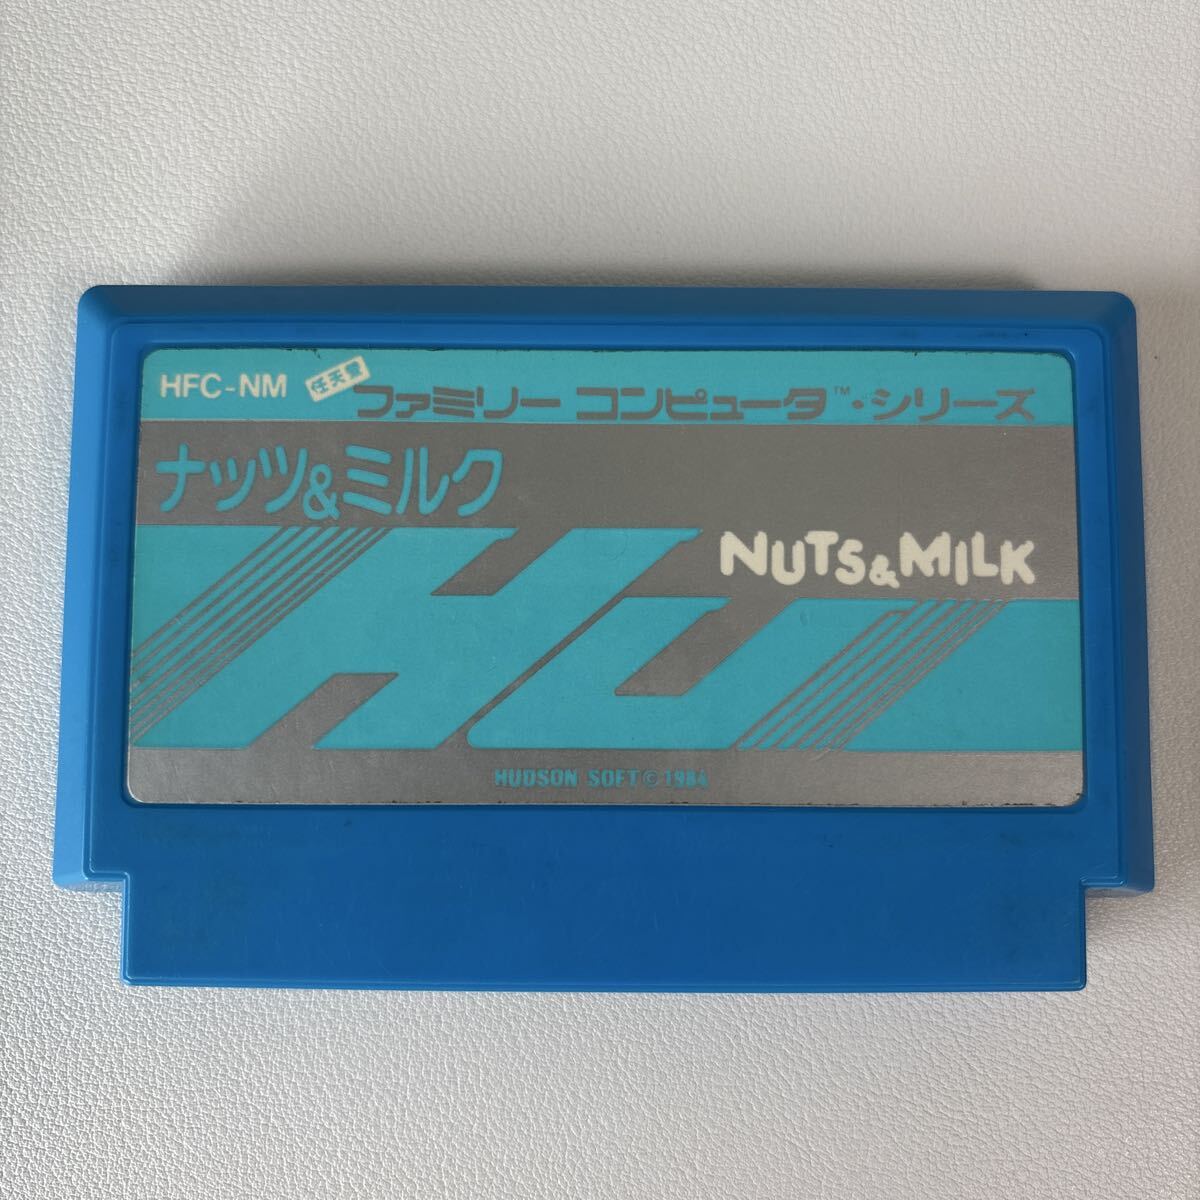 HFC-NM 任天堂 ファミリー コンピュータ™・シリーズ
ナッツ&ミルク
NUTS&MILK
HU
HUDSON SOFT © 1984